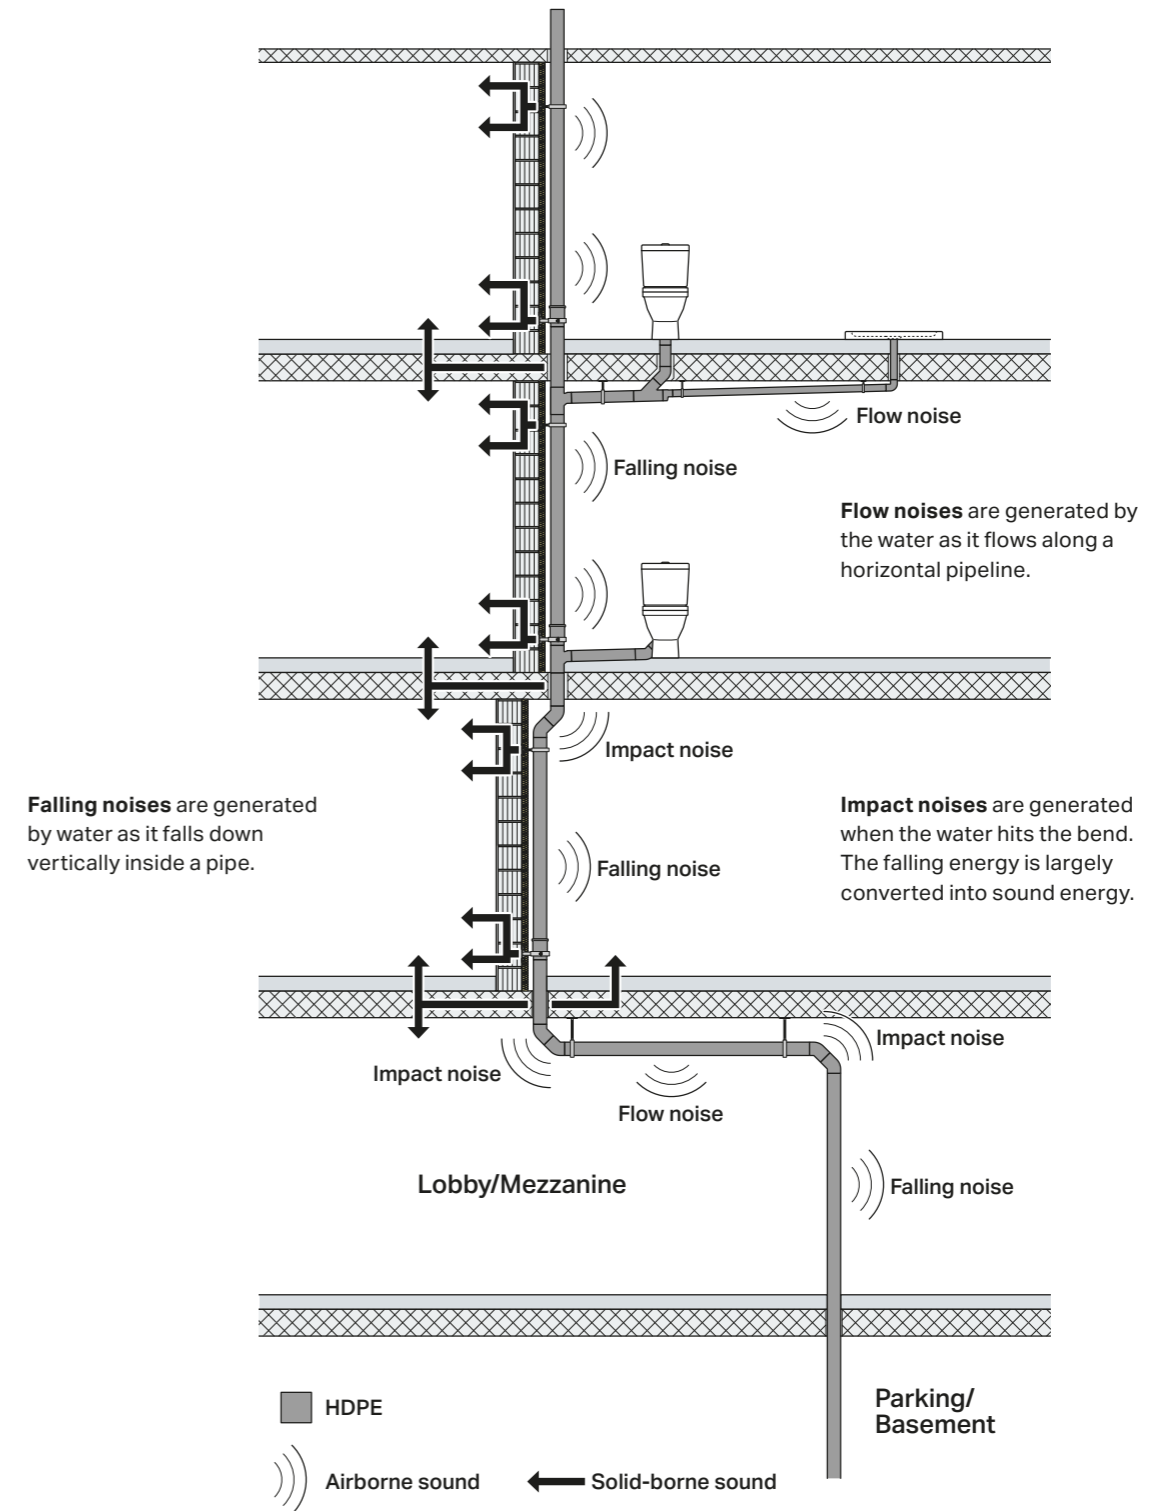 Flow noise
Falling noise
Flow noises are generated by
the water as it flows along a
horizontal pipeline.
Impact noise
Falling noises are generated
by water as it falls down
vertically inside a pipe.
Impact noises are generated
when the water hits the bend.
The falling energy is largely
converted into sound energy.
Falling noise
Impact noise
Impact noise
Flow noise
Lobby/Mezzanine
Falling noise
HDPE
Parking/
Basement
Airborne sound
Solid-borne sound